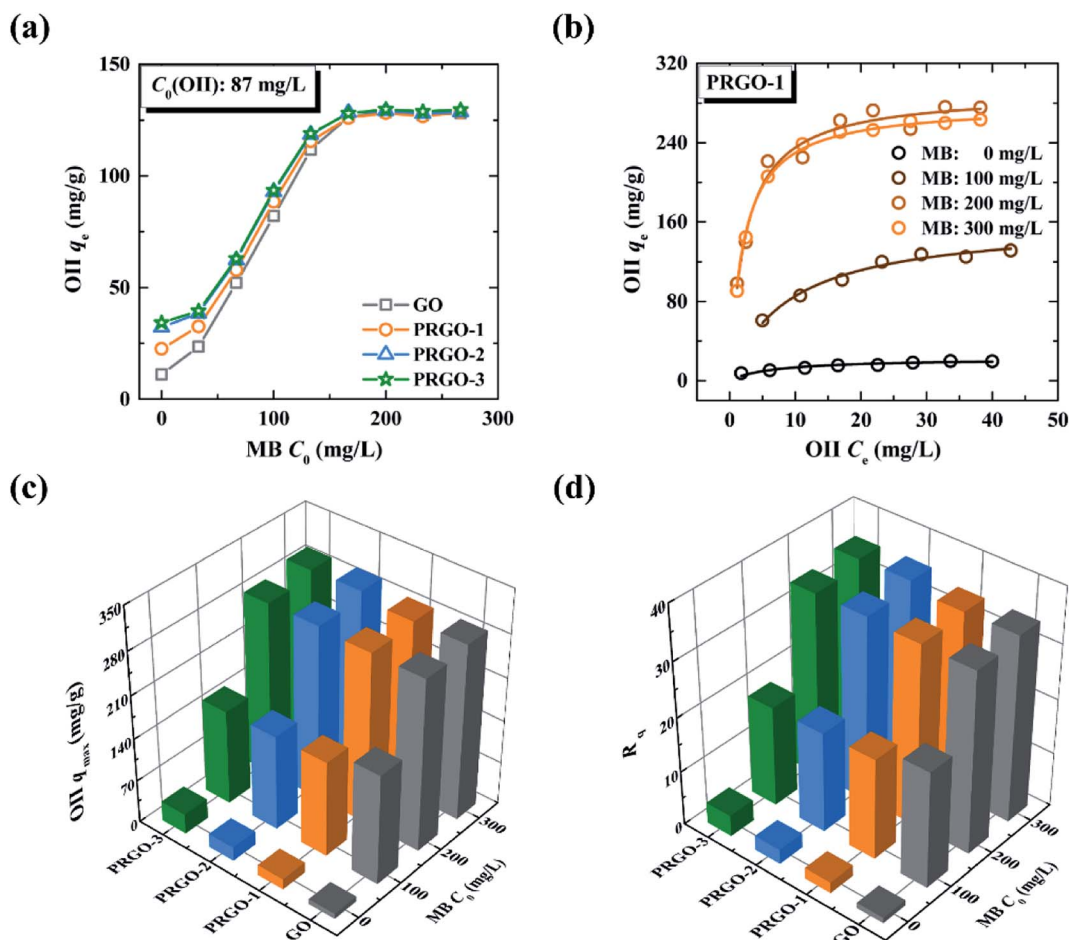 (a)
150
100
50
0
OII qe (mg/g)
C0(OII): 87 mg/L
GO
PRGO-1
PRGO-2
PRGO-3
0 100 200 300
MB C0 (mg/L)
(b)
320
240
160
80
0
OII qe (mg/g)
PRGO-1
MB: 0 mg/L
MB: 100 mg/L
MB: 200 mg/L
MB: 300 mg/L
0 10 20 30 40 50
OII Ce (mg/L)
(c)
350
280
210
140
70
0
OII qmax (mg/g)
PRGO-3
PRGO-2
PRGO-1
GO
0
100
200
300
MB C0 (mg/L)
(d)
40
30
20
10
0
Rq
PRGO-3
PRGO-2
PRGO-1
GO
0
100
200
300
MB C0 (mg/L)